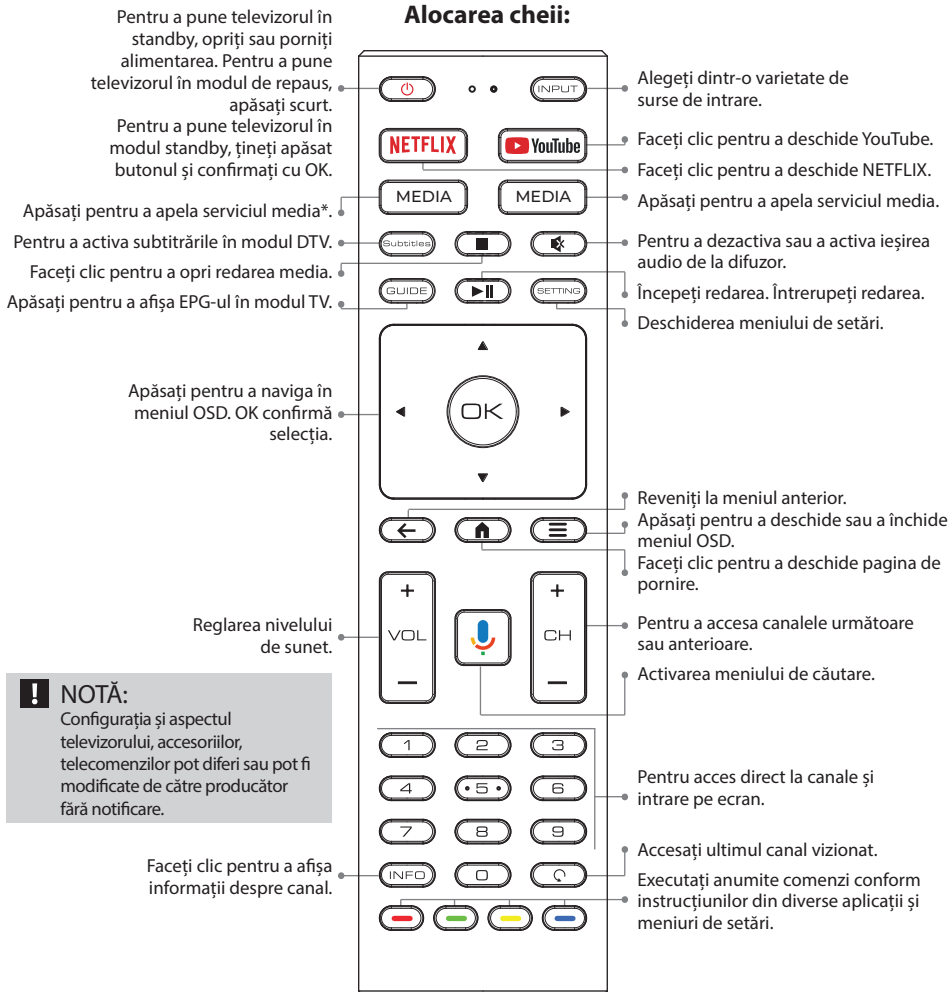 Alocarea cheii:
Pentru a pune televizorul în
standby, opriți sau porniți
alimentarea. Pentru a pune
televizorul în modul de repaus,
apăsați scurt.
Pentru a pune televizorul în
modul standby, țineți apăsat
butonul și confirmați cu OK.
Apăsați pentru a apela serviciul media*.
Pentru a activa subtitrările în modul DTV.
Faceți clic pentru a opri redarea media.
Apăsați pentru a afișa EPG-ul în modul TV.
Apăsați pentru a naviga în
meniul OSD. OK confirmă
selecția.
Reglarea nivelului
de sunet.
! NOTĂ:
Configurația și aspectul
televizorului, accesoriilor,
telecomenzilor pot diferi sau pot fi
modificate de către producător
fără notificare.
Faceți clic pentru a afișa
informații despre canal.
INPUT
NETFLIX YouTube
MEDIA MEDIA
Subtitles
GUIDE SETTING
OK
+ +
VOL CH
1 2 3
4 5 6
7 8 9
INFO 0
Alegeți dintr-o varietate de
surse de intrare.
Faceți clic pentru a deschide YouTube.
Faceți clic pentru a deschide NETFLIX.
Apăsați pentru a apela serviciul media.
Pentru a dezactiva sau a activa ieșirea
audio de la difuzor.
Începeți redarea. Întrerupeți redarea.
Deschiderea meniului de setări.
Reveniți la meniul anterior.
Apăsați pentru a deschide sau a închide
meniul OSD.
Faceți clic pentru a deschide pagina de
pornire.
Pentru a accesa canalele următoare
sau anterioare.
Activarea meniului de căutare.
Pentru acces direct la canale și
intrare pe ecran.
Accesați ultimul canal vizionat.
Executați anumite comenzi conform
instrucțiunilor din diverse aplicații și
meniuri de setări.